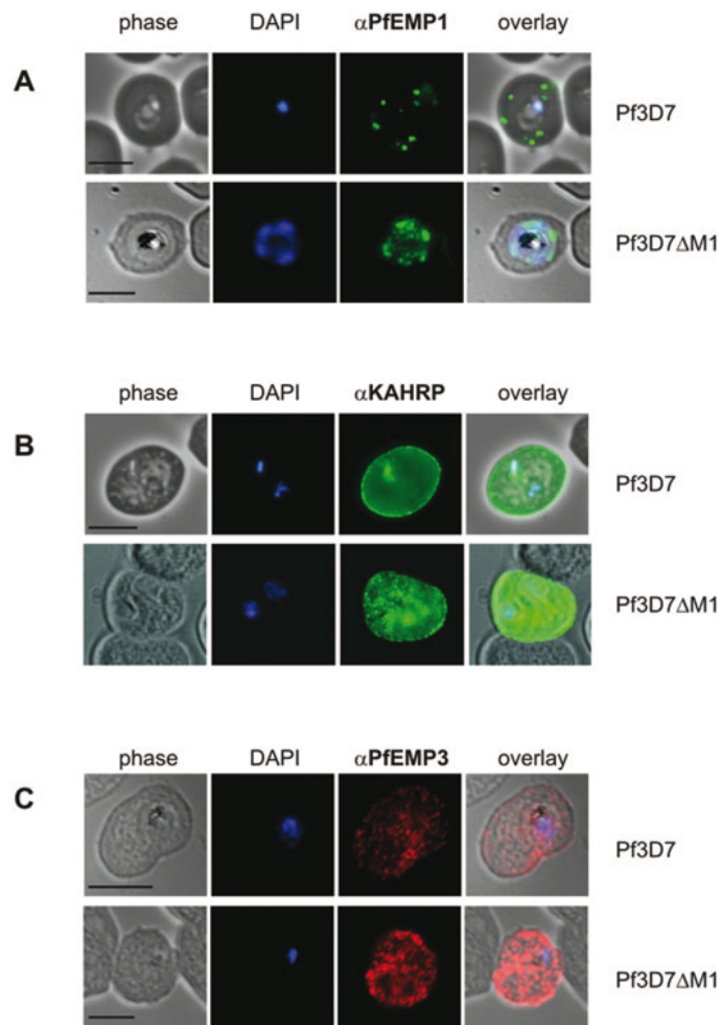 phase DAPI αPfEMP1 overlay
A
Pf3D7
Pf3D7ΔM1
phase DAPI αKAHRP overlay
B
Pf3D7
Pf3D7ΔM1
phase DAPI αPfEMP3 overlay
C
Pf3D7
Pf3D7ΔM1